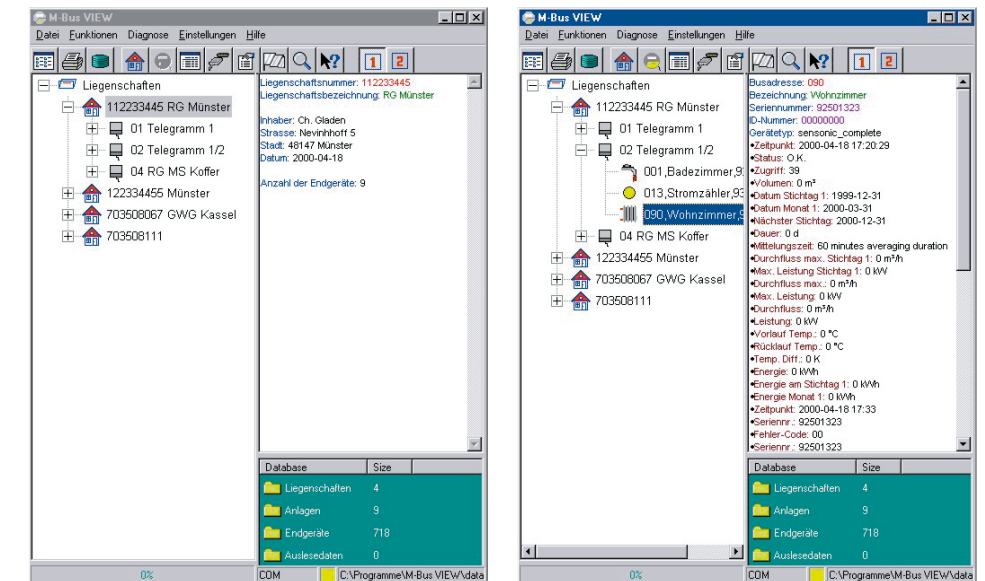 M-Bus VIEW
Datei Funktionen Diagnose Einstellungen Hilfe
1 2
Liegenschaften
112233445 RG Münster
01 Telegramm 1
02 Telegramm 1/2
04 RG MS Koffer
122334455 Münster
703508067 GWG Kassel
703508111
Liegenschaftsnummer: 112233445
Liegenschaftsbezeichnung: RG Münster
Inhaber: Ch. Gladen
Strasse: Nevinhhoff 5
Stadt: 48147 Münster
Datum: 2000-04-18
Anzahl der Endgeräte: 9
Database Size
Liegenschaften 4
Anlagen 9
Endgeräte 718
Auslesedaten 0
0% COM C:\Programme\M-Bus VIEW\data
M-Bus VIEW
Datei Funktionen Diagnose Einstellungen Hilfe
1 2
Liegenschaften
112233445 RG Münster
01 Telegramm 1
02 Telegramm 1/2
001,Badezimmer,9
013,Stromzähler,93
090,Wohnzimmer,9
04 RG MS Koffer
122334455 Münster
703508067 GWG Kassel
703508111
Busadresse: 090
Bezeichnung: Wohnzimmer
Seriennummer: 92501323
ID-Nummer: 00000000
Gerätetyp: sensonic_complete
•Zeitpunkt: 2000-04-18 17:20:29
•Status: O.K.
•Zugriff: 39
•Volumen: 0 m³
•Datum Stichtag 1: 1999-12-31
•Datum Monat 1: 2000-03-31
•Nächster Stichtag: 2000-12-31
•Dauer: 0 d
•Mittelungszeit: 60 minutes averaging duration
•Durchfluss max. Stichtag 1: 0 m³/h
•Max. Leistung Stichtag 1: 0 kW
•Durchfluss max.: 0 m³/h
•Max. Leistung: 0 kW
•Durchfluss: 0 m³/h
•Leistung: 0 kW
•Vorlauf Temp.: 0 °C
•Rücklauf Temp.: 0 °C
•Temp. Diff.: 0 K
•Energie: 0 kWh
•Energie am Stichtag 1: 0 kWh
•Energie Monat 1: 0 kWh
•Zeitpunkt: 2000-04-18 17:33
•Seriennr.: 92501323
•Fehler-Code: 00
•Seriennr.: 92501323
Database Size
Liegenschaften 4
Anlagen 9
Endgeräte 718
Auslesedaten 0
0% COM C:\Programme\M-Bus VIEW\data